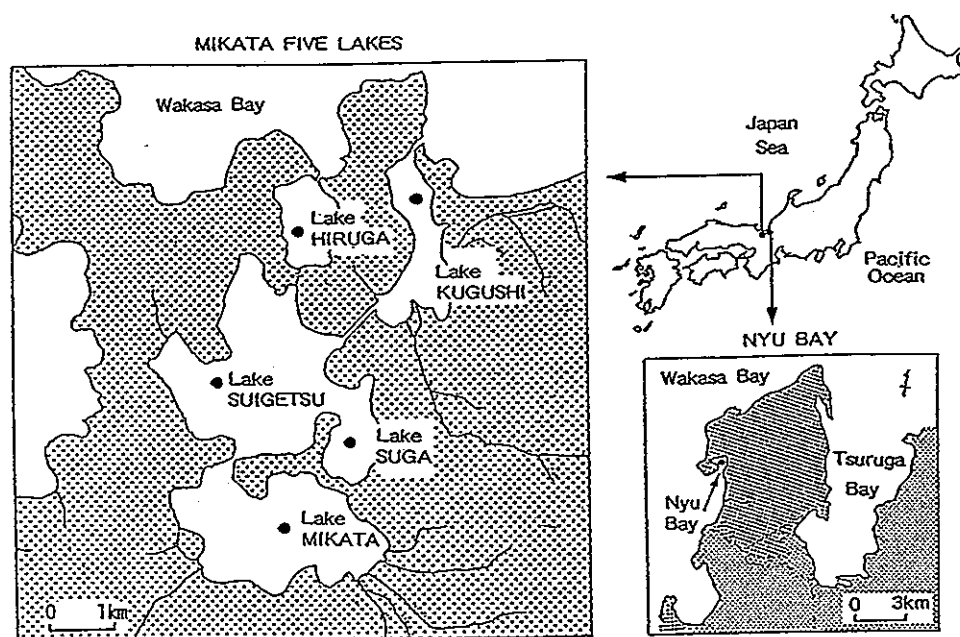 MIKATA FIVE LAKES
Wakasa Bay
Lake
HIRUGA
Lake
KUGUSHI
Lake
SUIGETSU
Lake
SUGA
Lake
MIKATA
0 1km
Japan
Sea
Pacific
Ocean
NYU BAY
Wakasa Bay
Tsuruga
Bay
Nyu
Bay
0 3km